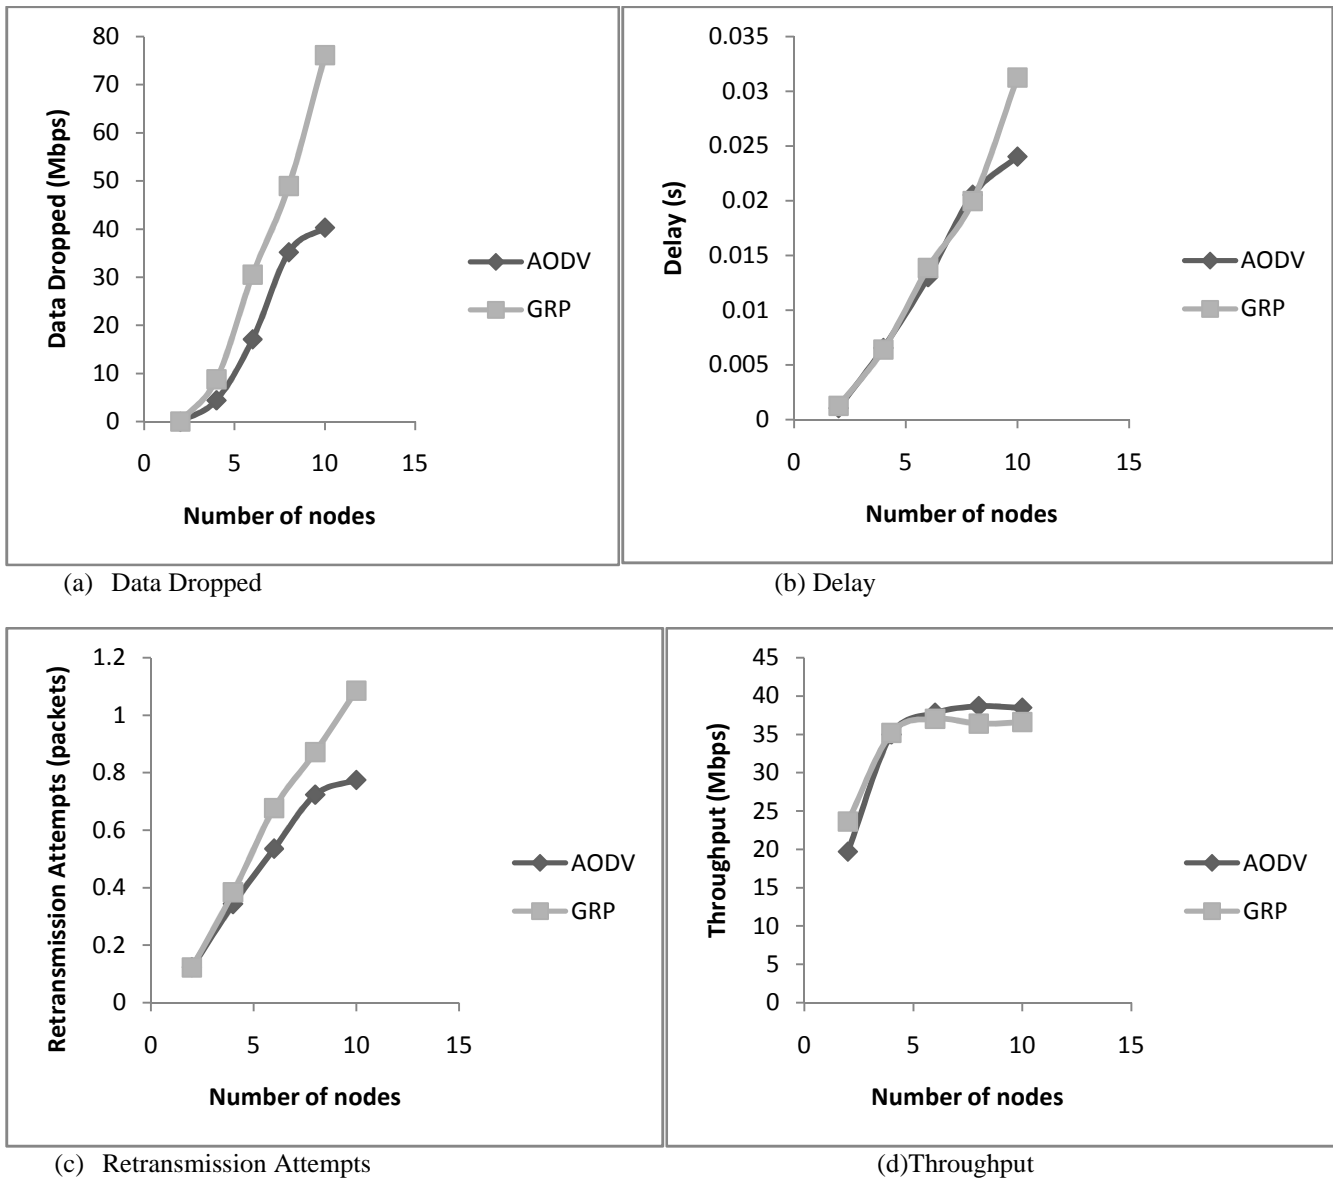 80
70
60
50
40
30
20
10
0
0 5 10 15
Data Dropped (Mbps)
Number of nodes
AODV
GRP
(a) Data Dropped
0.035
0.03
0.025
0.02
0.015
0.01
0.005
0
0 5 10 15
Delay (s)
Number of nodes
AODV
GRP
(b) Delay
1.2
1
0.8
0.6
0.4
0.2
0
0 5 10 15
Retransmission Attempts (packets)
Number of nodes
AODV
GRP
(c) Retransmission Attempts
45
40
35
30
25
20
15
10
5
0
0 5 10 15
Throughput (Mbps)
Number of nodes
AODV
GRP
(d)Throughput